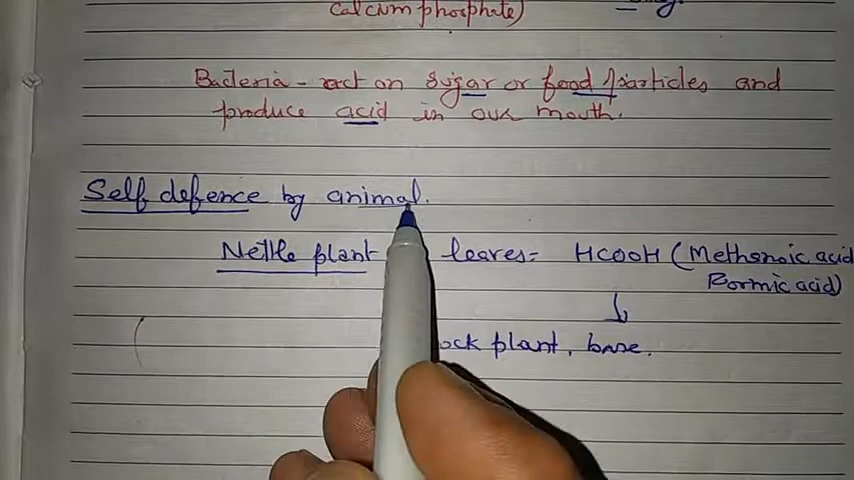 Calcium phosphate)
Bacteria - act on sugar or food particles and
produce acid in our mouth.
Self defence by animal.
Nettle plant leaves = HCOOH (Methenoic acid
Formic acid)
ock plant, base.